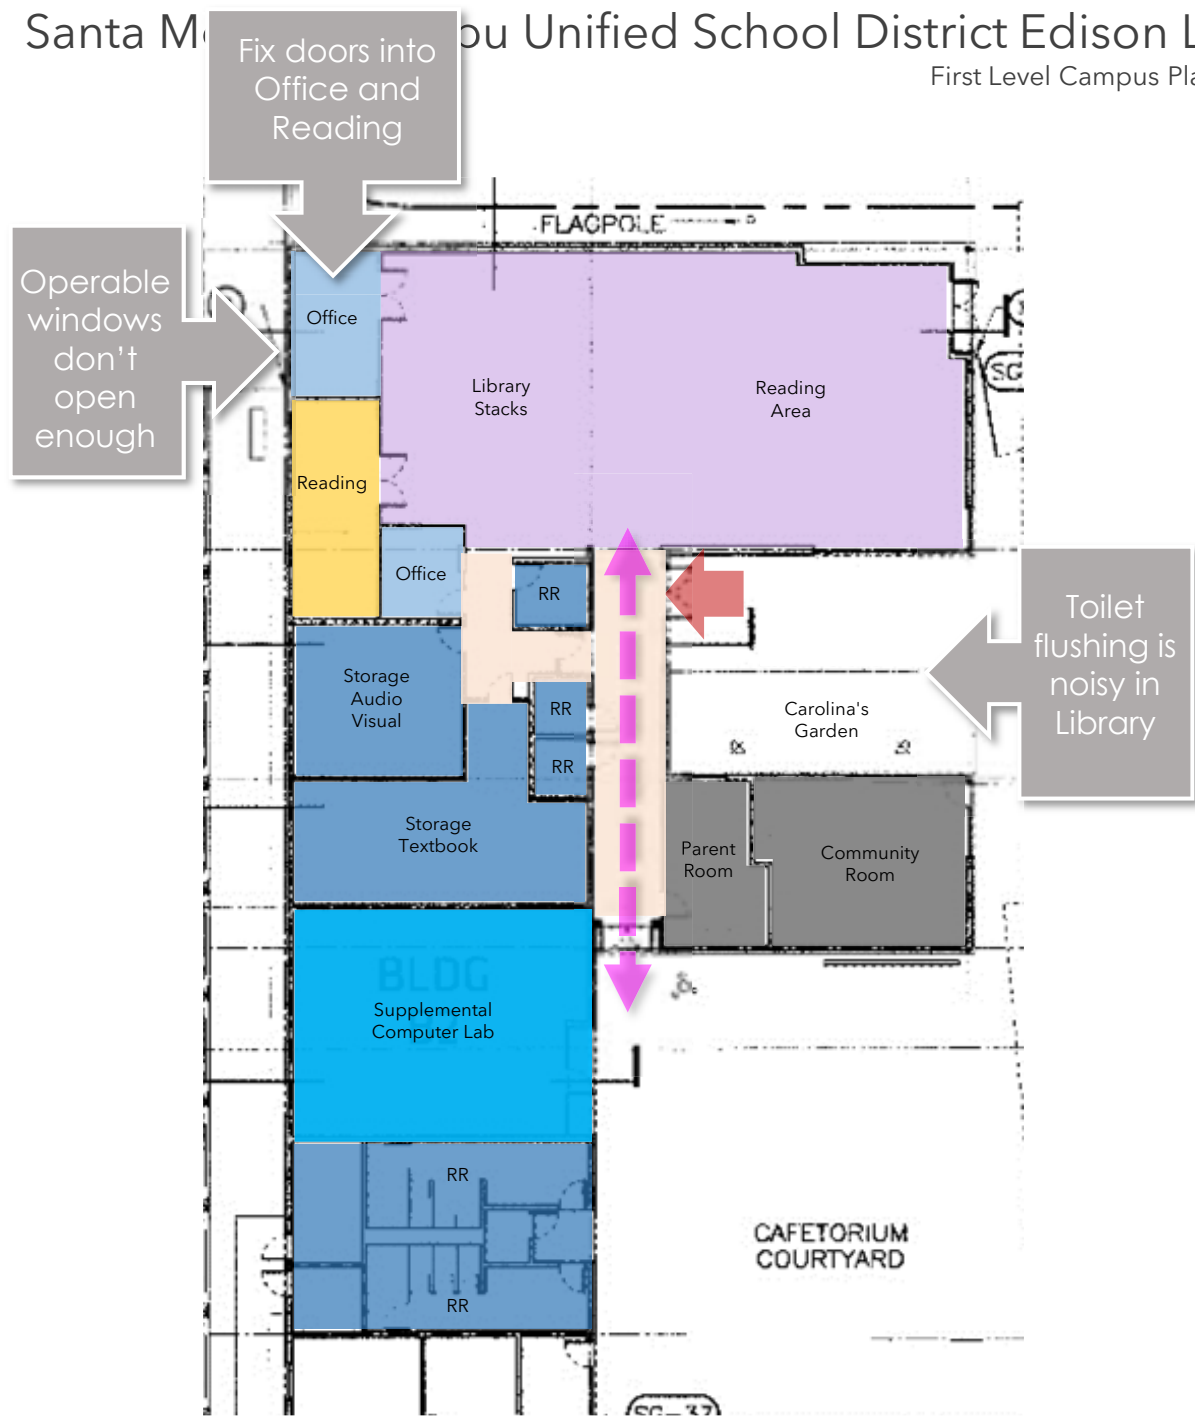 Santa M ou Unified School District Edison L
First Level Campus Pla
Fix doors into
Office and
Reading
FLAGPOLE
Operable
windows
don't
open
enough
Office
Library
Stacks
Reading
Area
SG
Reading
Office
RR
Toilet
flushing is
noisy in
Library
Storage
Audio
Visual
RR
Carolina's
Garden
RR
Storage
Textbook
Parent
Room
Community
Room
BLDG
Supplemental
Computer Lab
RR
CAFETORIUM
COURTYARD
RR
SG-37